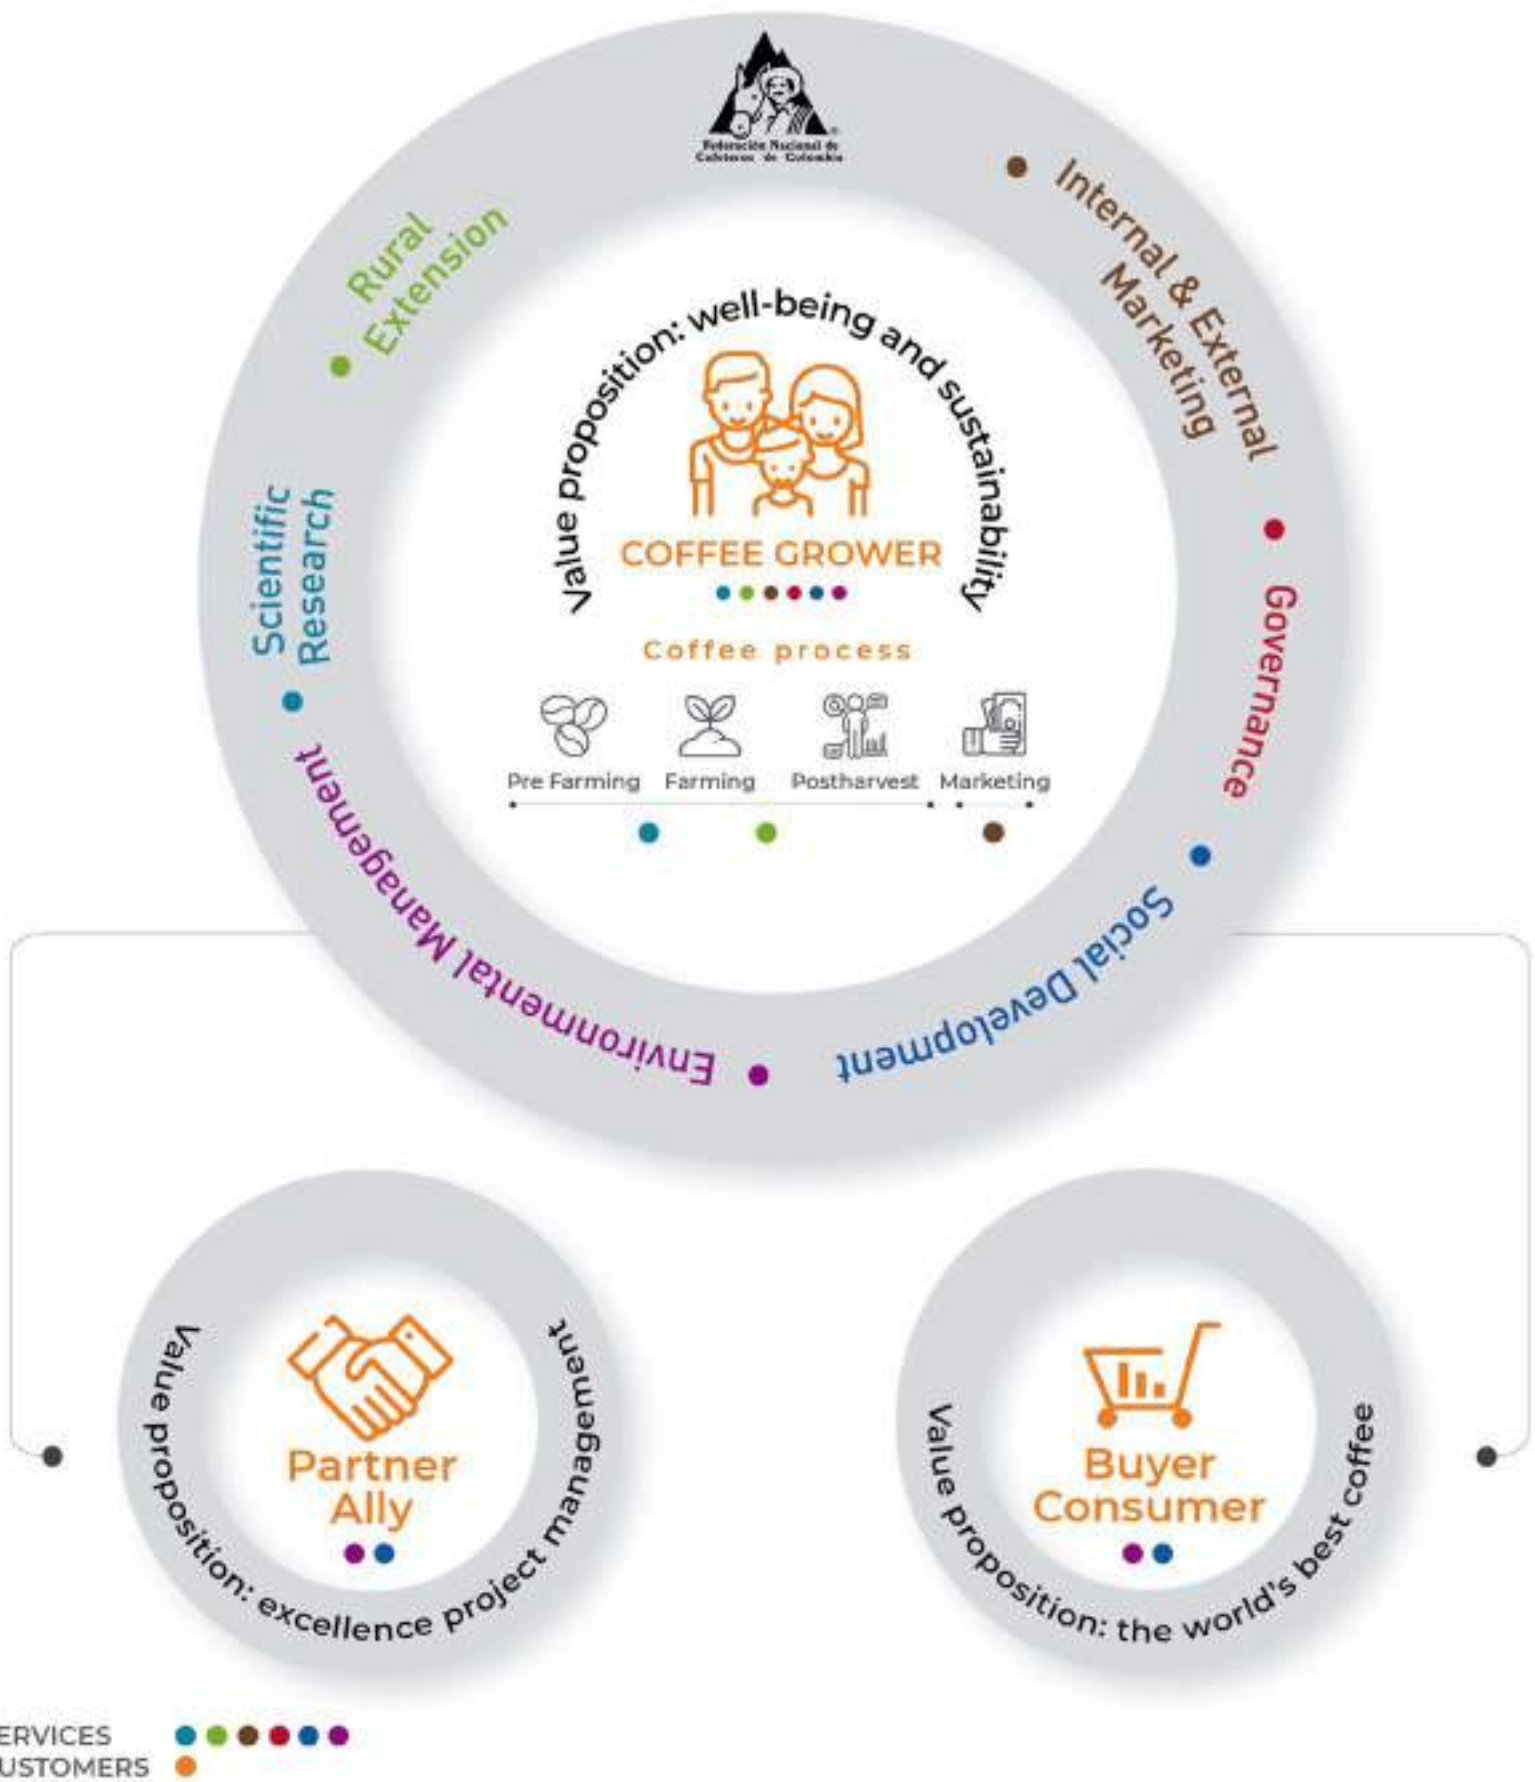 Federación Nacional de
Cafeteros de Colombia
Rural
Extension
Internal & External
Marketing
Scientific
Research
Governance
Environmental Management
Social Development
Value proposition: well-being and sustainability
COFFEE GROWER
Coffee process
Pre Farming
Farming
Postharvest
Marketing
Value proposition: excellence project management
Partner
Ally
Value proposition: the world's best coffee
Buyer
Consumer
ERVICES
USTOMERS